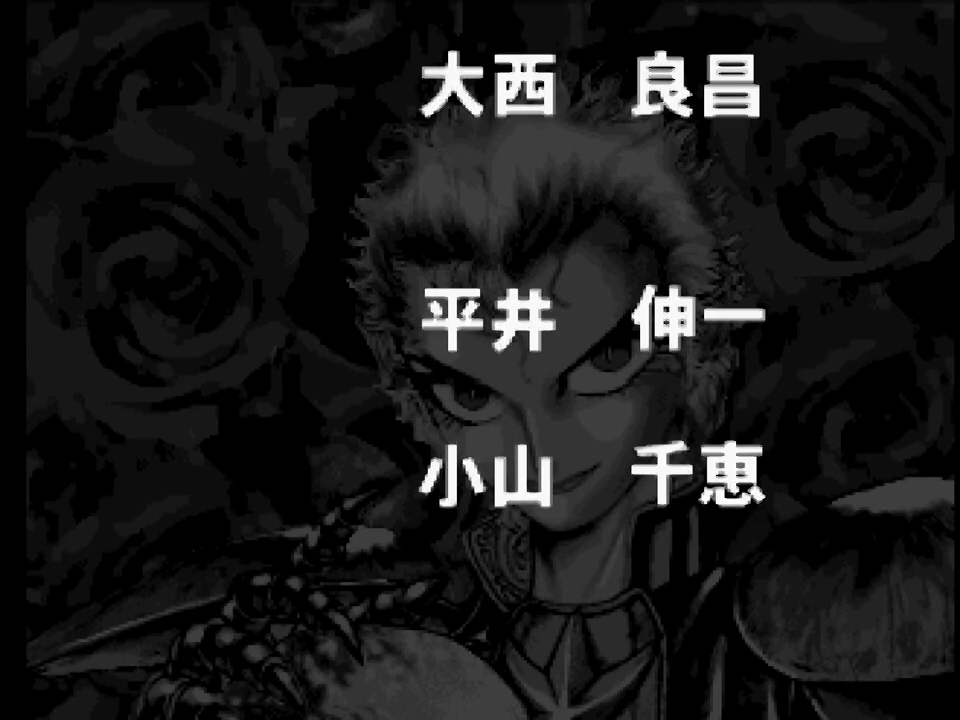 大西　良昌
平井　伸一
小山　千恵